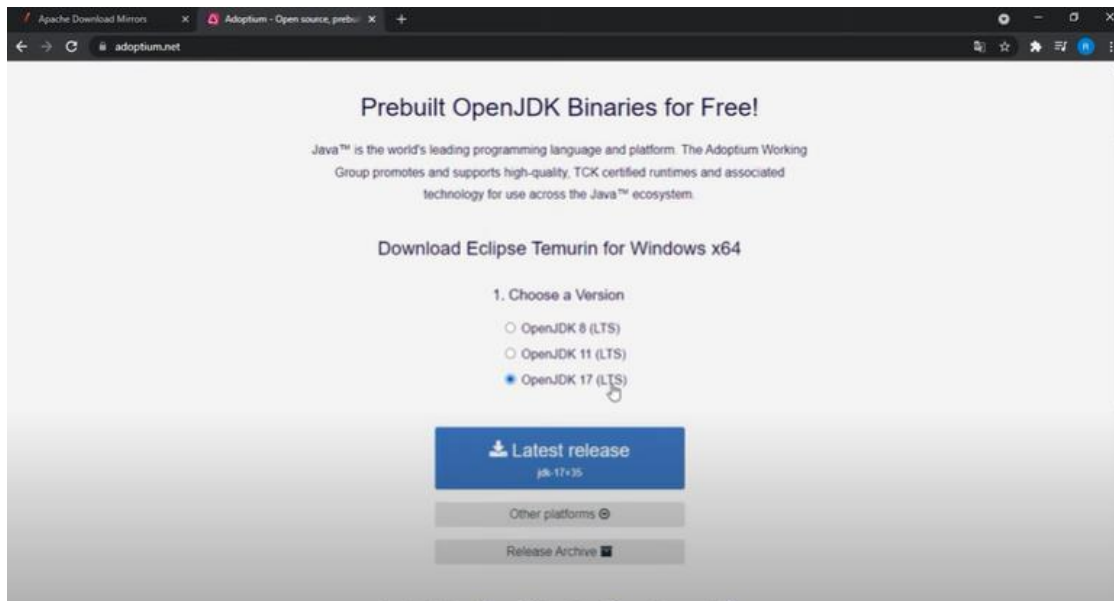 Apache Download Mirrors
Adoptium - Open source, prebu
adoptium.net
Prebuilt OpenJDK Binaries for Free!
Java™ is the world's leading programming language and platform. The Adoptium Working
Group promotes and supports high-quality, TCK certified runtimes and associated
technology for use across the Java™ ecosystem.
Download Eclipse Temurin for Windows x64
1. Choose a Version
OpenJDK 8 (LTS)
OpenJDK 11 (LTS)
OpenJDK 17 (LTS)
Latest release
jdk-17+35
Other platforms
Release Archive